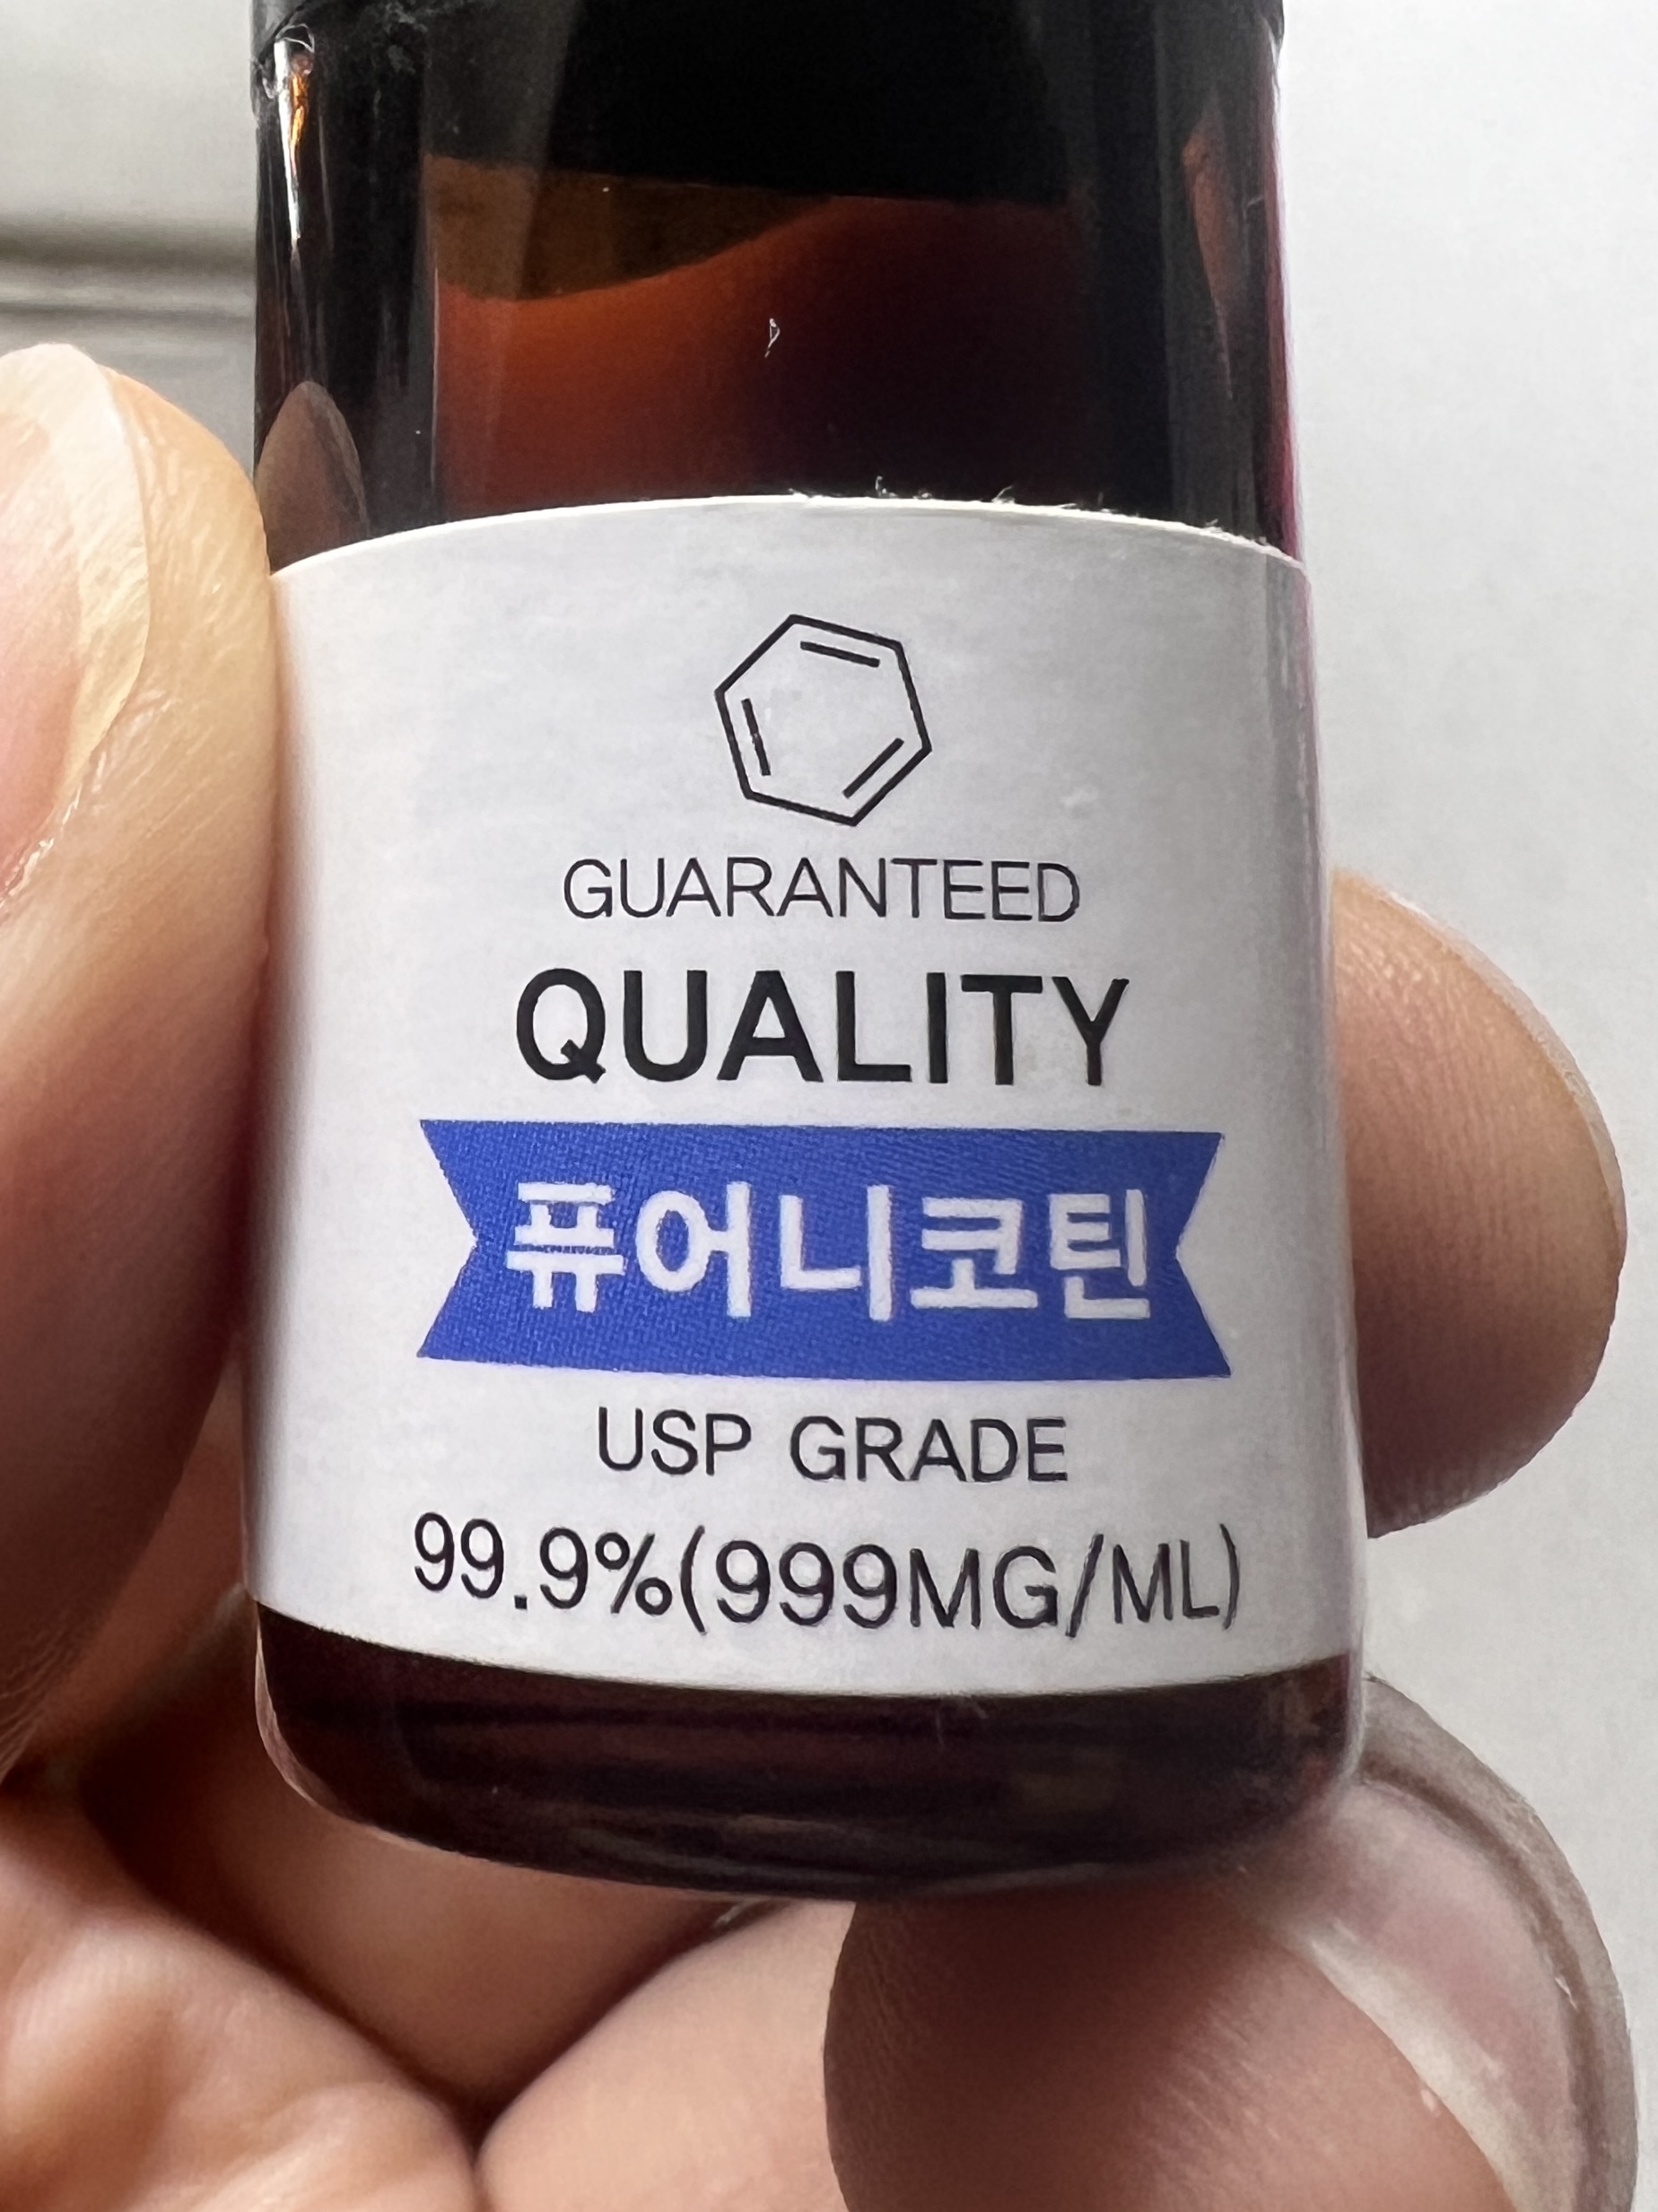 GUARANTEED
QUALITY
퓨어니코틴
USP GRADE
99.9%(999MG/ML)